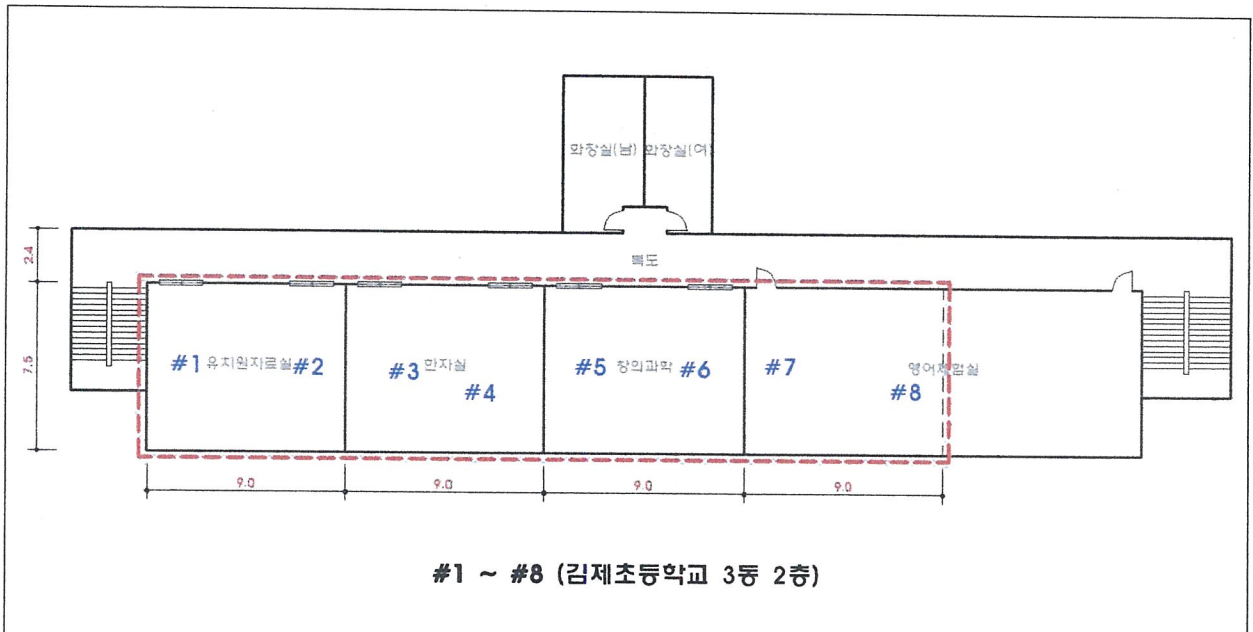 화장실(남) 화장실(여)
복도
2.4
7.5
#1 유치원자료실 #2
#3 한자실
#4
#5 창의과학 #6
#7
영어체험실
#8
9.0 9.0 9.0 9.0
#1 ~ #8 (김제초등학교 3동 2층)